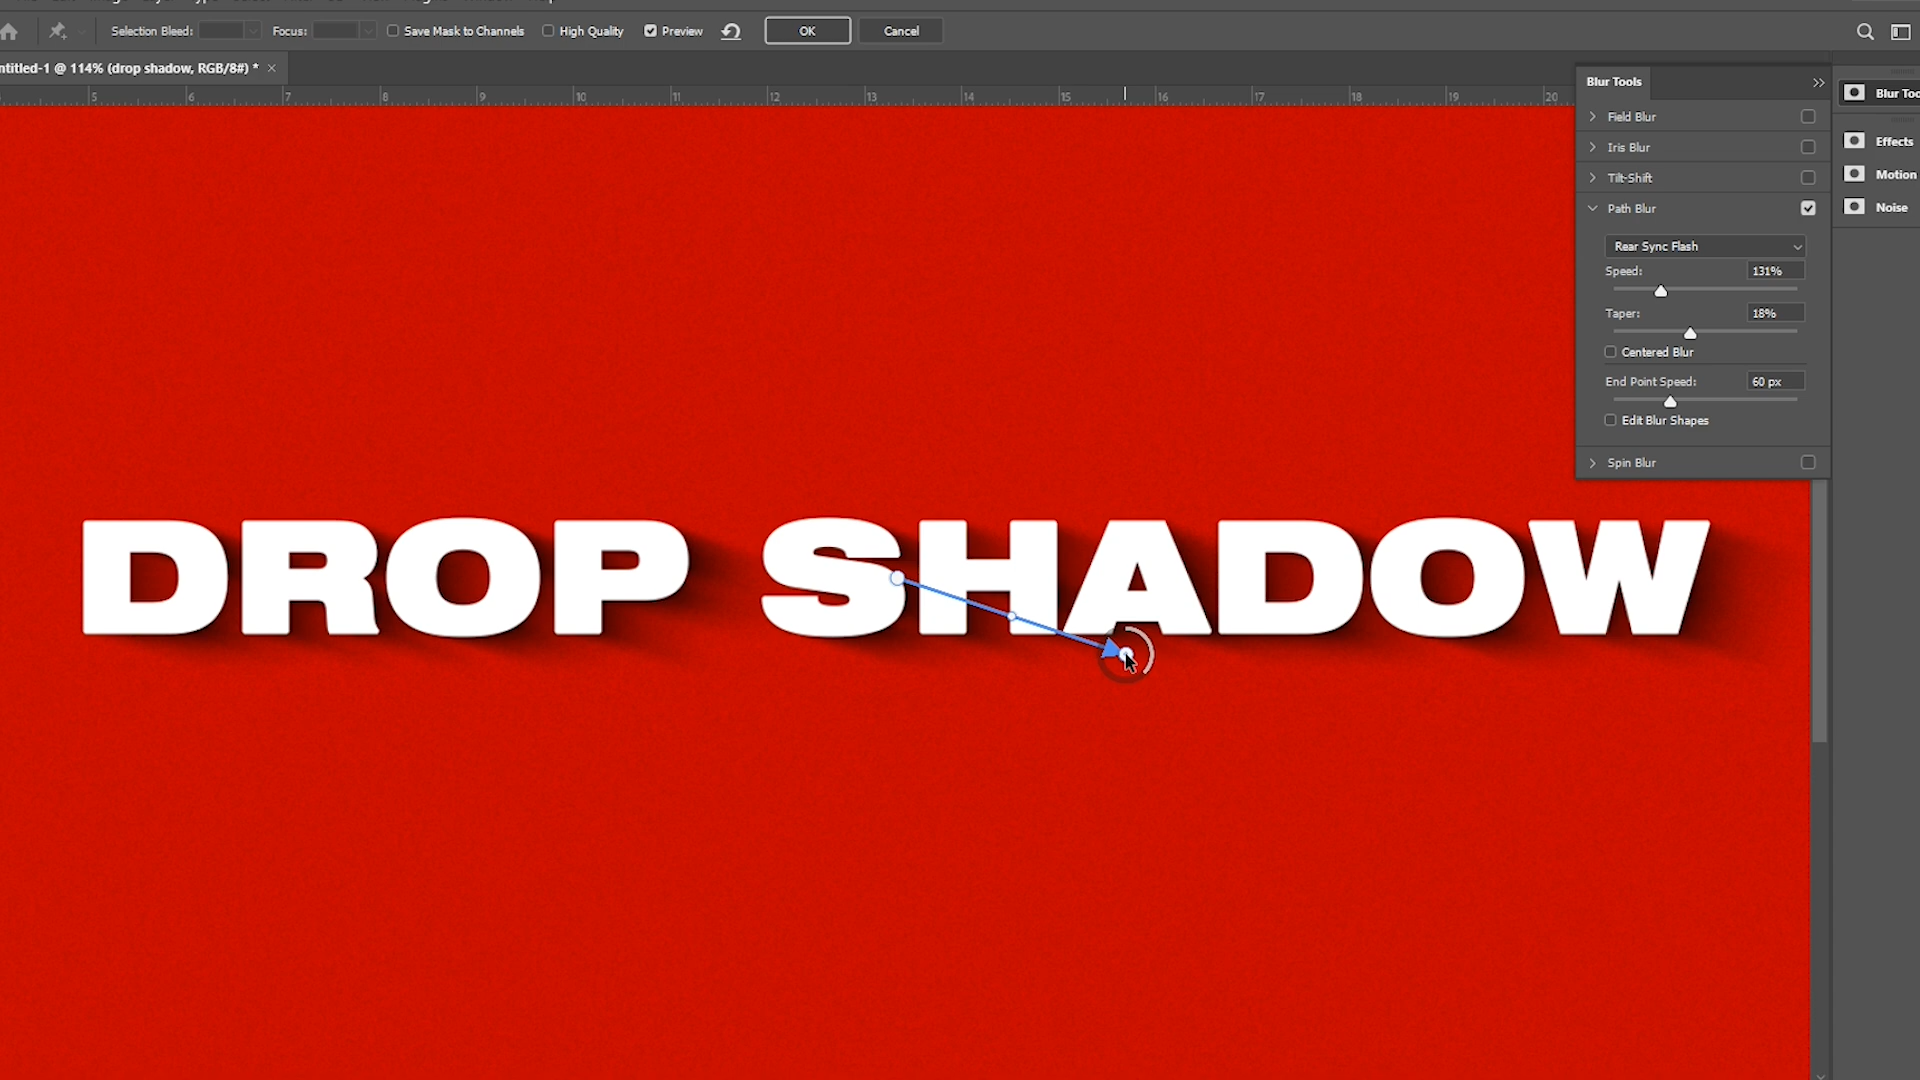 Selection Bleed: Focus: Save Mask to Channels High Quality Preview OK Cancel
ntitled-1 @ 114% (drop shadow, RGB/8#) * ×
5 6 7 8 9 10 11 12 13 14 15 16 17 18 19 20
Blur Tools
Field Blur
Iris Blur
Tilt-Shift
Path Blur
Rear Sync Flash
Speed: 131%
Taper: 18%
Centered Blur
End Point Speed: 60 px
Edit Blur Shapes
Spin Blur
Blur Too
Effects
Motion
Noise
DROP SHADOW